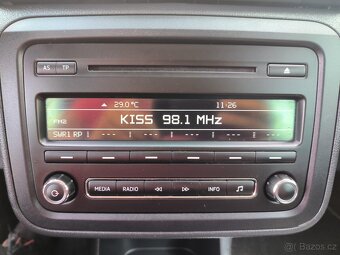 AS TP
29.0°C 11:26
FM2 KISS 98.1 MHz
SWR1 RP --- --- --- --- ---
MEDIA RADIO INFO
Bazos.cz